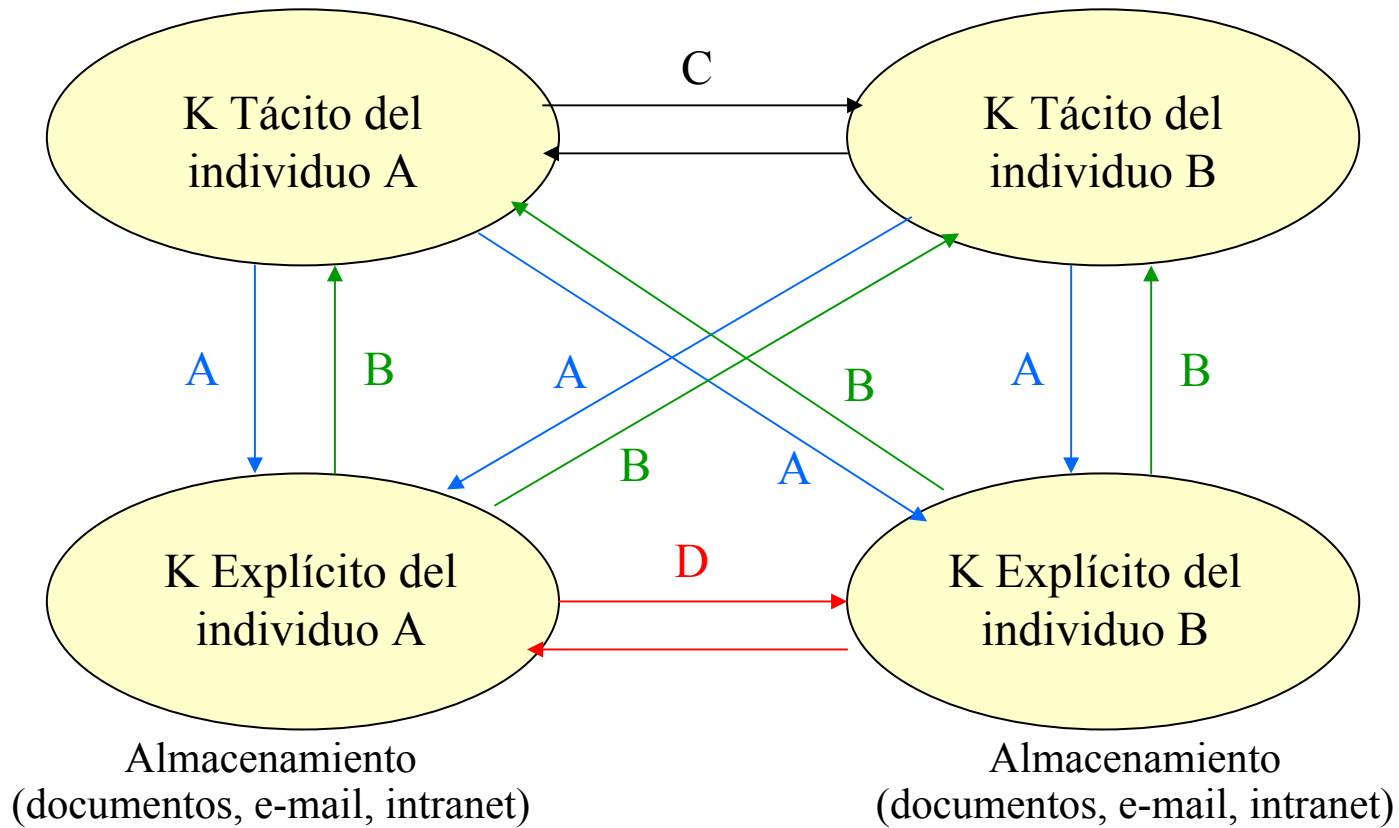 C
K Tácito del
individuo A
K Tácito del
individuo B
A
B
A
B
A
B
B
A
D
K Explícito del
individuo A
K Explícito del
individuo B
Almacenamiento
(documentos, e-mail, intranet)
Almacenamiento
(documentos, e-mail, intranet)